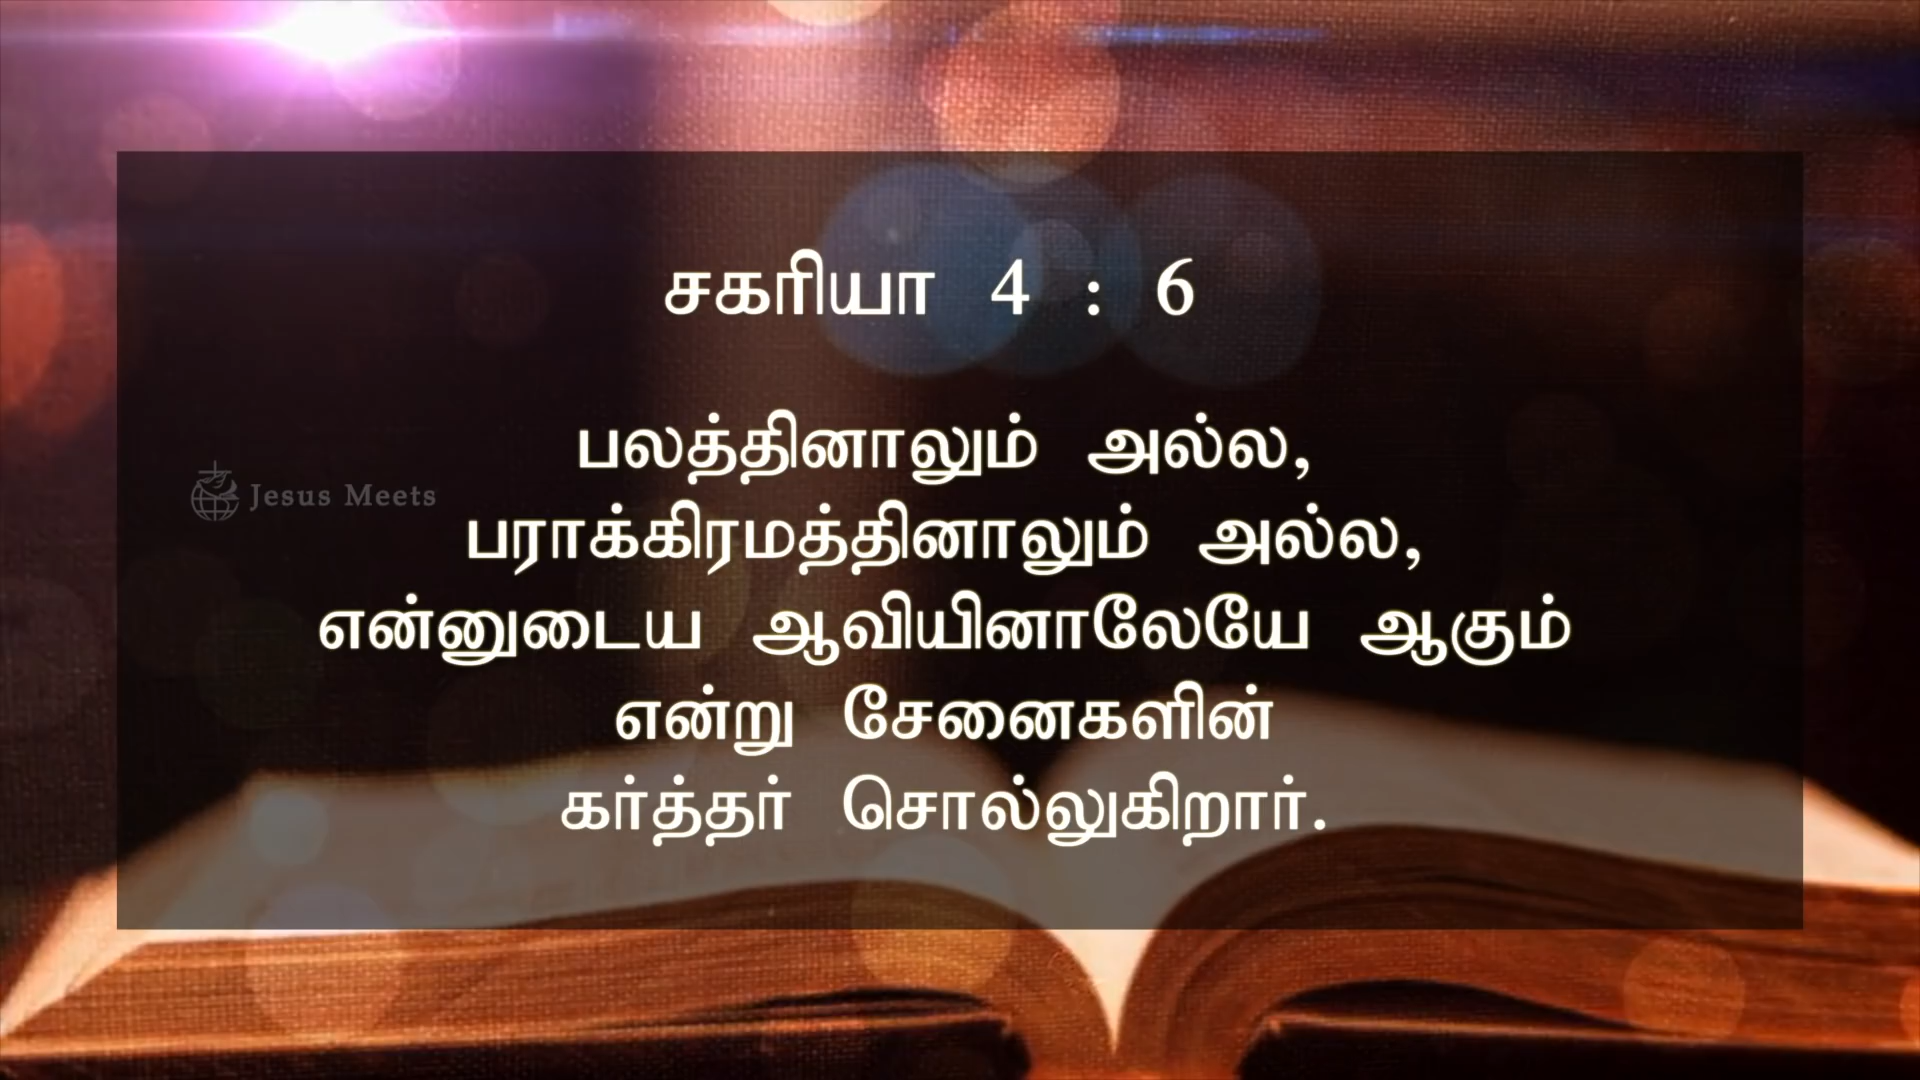 சகரியா 4 : 6
பலத்தினாலும் அல்ல,
Jesus Meets
பராக்கிரமத்தினாலும் அல்ல,
என்னுடைய ஆவியினாலேயே ஆகும்
என்று சேனைகளின்
கர்த்தர் சொல்லுகிறார்.